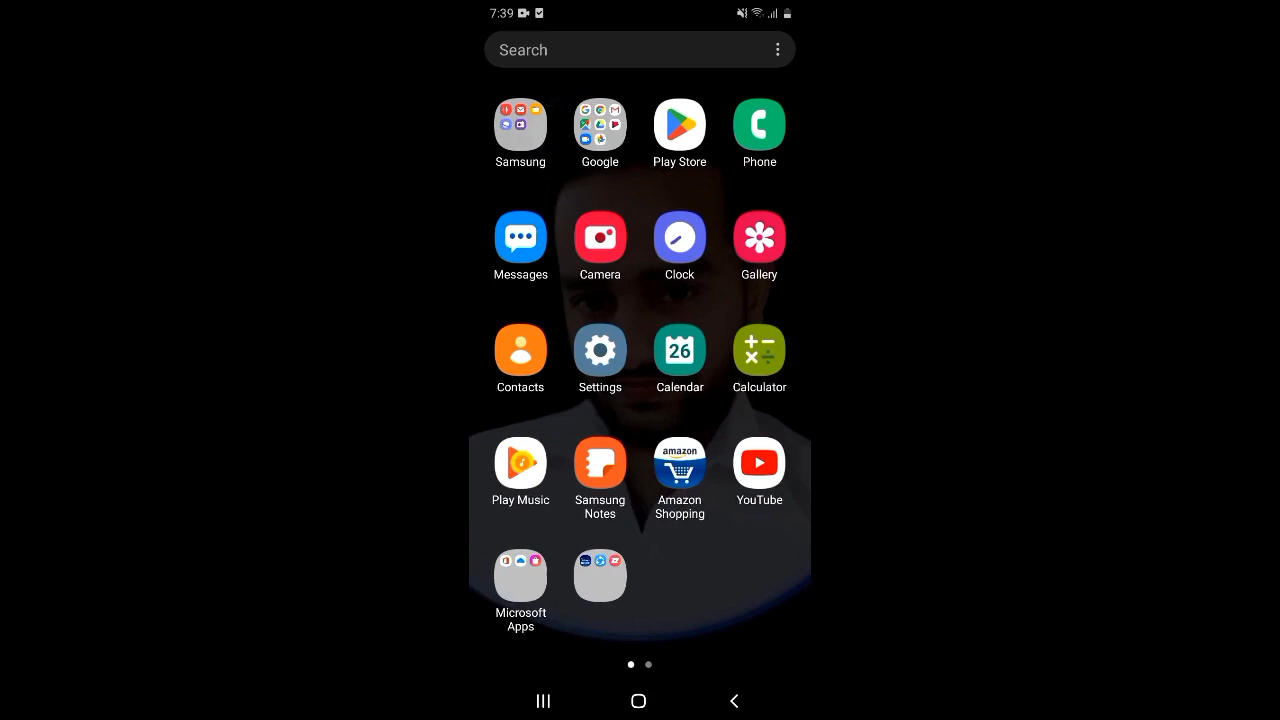 7:39
Search
Samsung Google Play Store Phone
Messages Camera Clock Gallery
Contacts Settings 26 Calendar Calculator
Play Music Samsung Notes amazon Amazon Shopping YouTube
Microsoft Apps